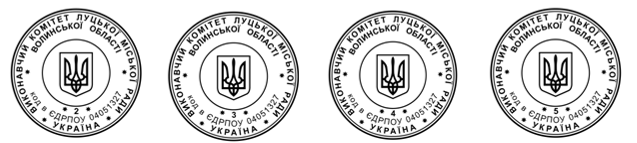 ВИКОНАВЧИЙ КОМІТЕТ ЛУЦЬКОЇ МІСЬКОЇ РАДИ
ВОЛИНСЬКОЇ ОБЛАСТІ
* 2 *
код в ЄДРПОУ 04051327
* УКРАЇНА *
ВИКОНАВЧИЙ КОМІТЕТ ЛУЦЬКОЇ МІСЬКОЇ РАДИ
ВОЛИНСЬКОЇ ОБЛАСТІ
* 3 *
код в ЄДРПОУ 04051327
* УКРАЇНА *
ВИКОНАВЧИЙ КОМІТЕТ ЛУЦЬКОЇ МІСЬКОЇ РАДИ
ВОЛИНСЬКОЇ ОБЛАСТІ
* 4 *
код в ЄДРПОУ 04051327
* УКРАЇНА *
ВИКОНАВЧИЙ КОМІТЕТ ЛУЦЬКОЇ МІСЬКОЇ РАДИ
ВОЛИНСЬКОЇ ОБЛАСТІ
* 5 *
код в ЄДРПОУ 04051327
* УКРАЇНА *